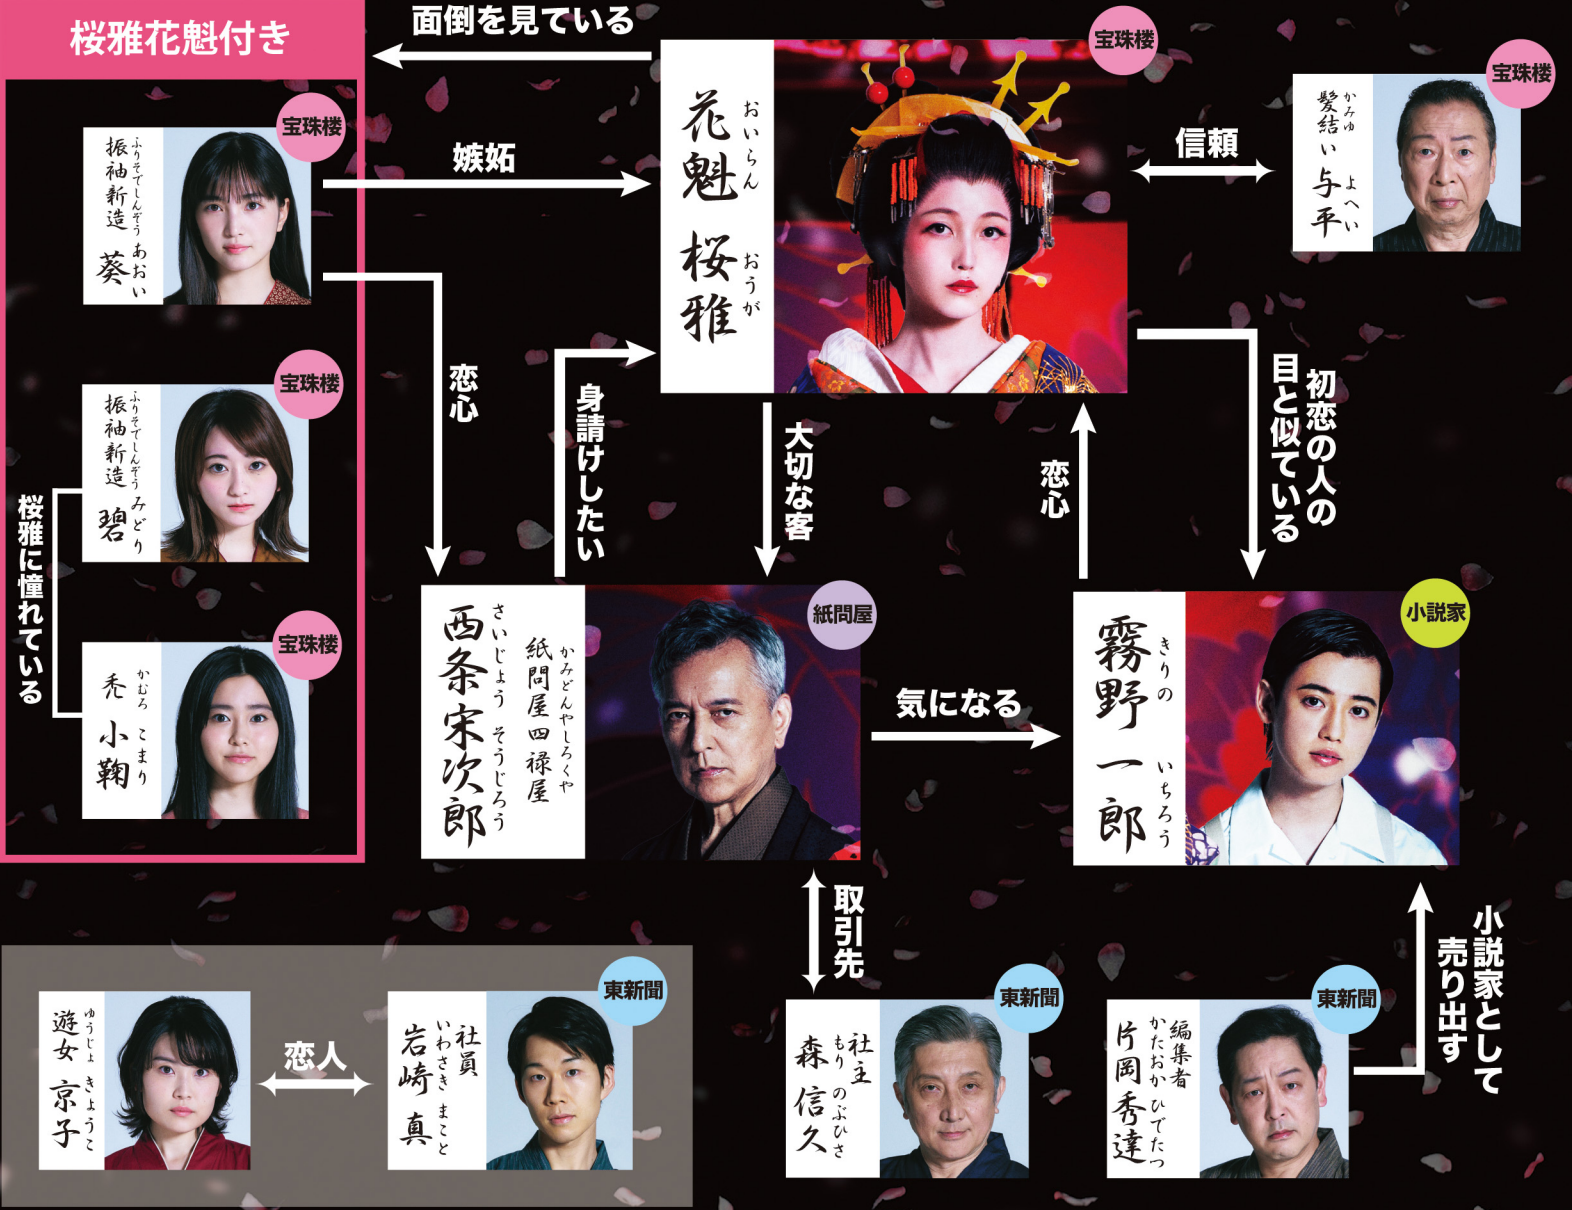 桜雅花魁付き
宝珠楼
ふりそでしんぞう あおい
振袖新造 葵
宝珠楼
ふりそでしんぞう みどり
振袖新造 碧
宝珠楼
かむろ こまり
禿 小鞠
桜雅に憧れている
面倒を見ている
嫉妬
恋心
宝珠楼
おいらん おうが
花魁 桜雅
信頼
宝珠楼
かみゆ よへい
髪結い 与平
身請けしたい
大切な客
恋心
初恋の人の
目と似ている
紙問屋
かみどんやしろくや
紙問屋四禄屋
さいじょう そうじろう
西条 宋次郎
気になる
小説家
きりの いちろう
霧野 一郎
取引先
小説家として
売り出す
ゆうじょ きょうこ
遊女 京子
恋人
東新聞
社員
いわさき まこと
岩崎 真
東新聞
社主
もり のぶひさ
森 信久
東新聞
編集者
かたおか ひでたつ
片岡 秀達